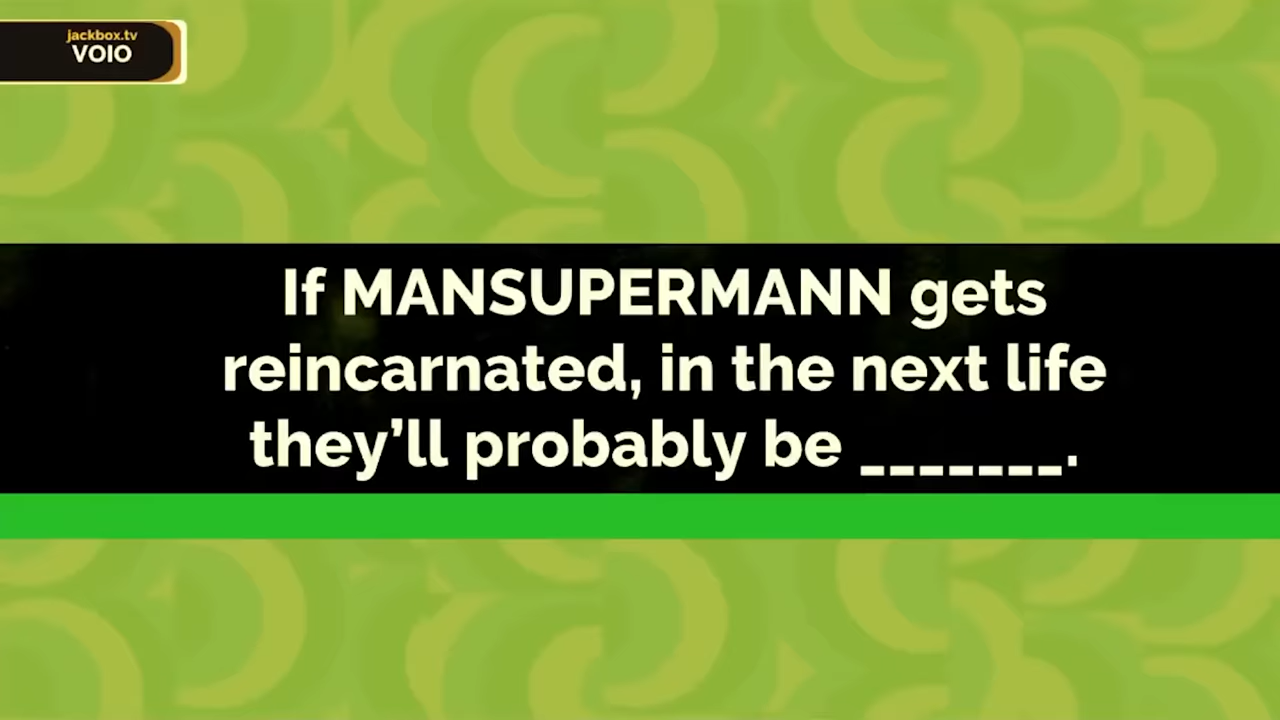 jackbox.tv
VOIO
If MANSUPERMANN gets
reincarnated, in the next life
they’ll probably be _______.